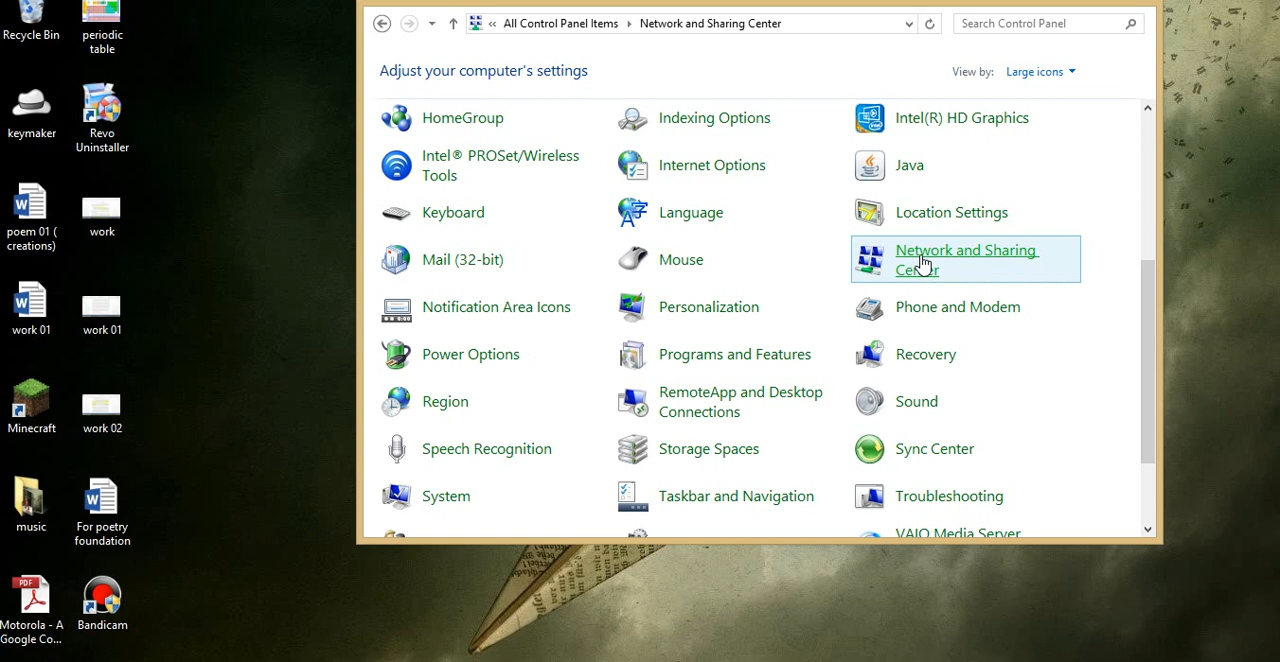 Recycle Bin
periodic
table
keymaker
Revo
Uninstaller
poem 01 (
creations)
work
work 01
work 01
Minecraft
work 02
music
For poetry
foundation
Motorola - A
Google Co...
Bandicam
« All Control Panel Items Network and Sharing Center
Search Control Panel
Adjust your computer's settings
View by: Large icons
HomeGroup
Indexing Options
Intel(R) HD Graphics
Intel® PROSet/Wireless
Tools
Internet Options
Java
Keyboard
Language
Location Settings
Mail (32-bit)
Mouse
Network and Sharing
Center
Notification Area Icons
Personalization
Phone and Modem
Power Options
Programs and Features
Recovery
Region
RemoteApp and Desktop
Connections
Sound
Speech Recognition
Storage Spaces
Sync Center
System
Taskbar and Navigation
Troubleshooting
VAIO Media Server